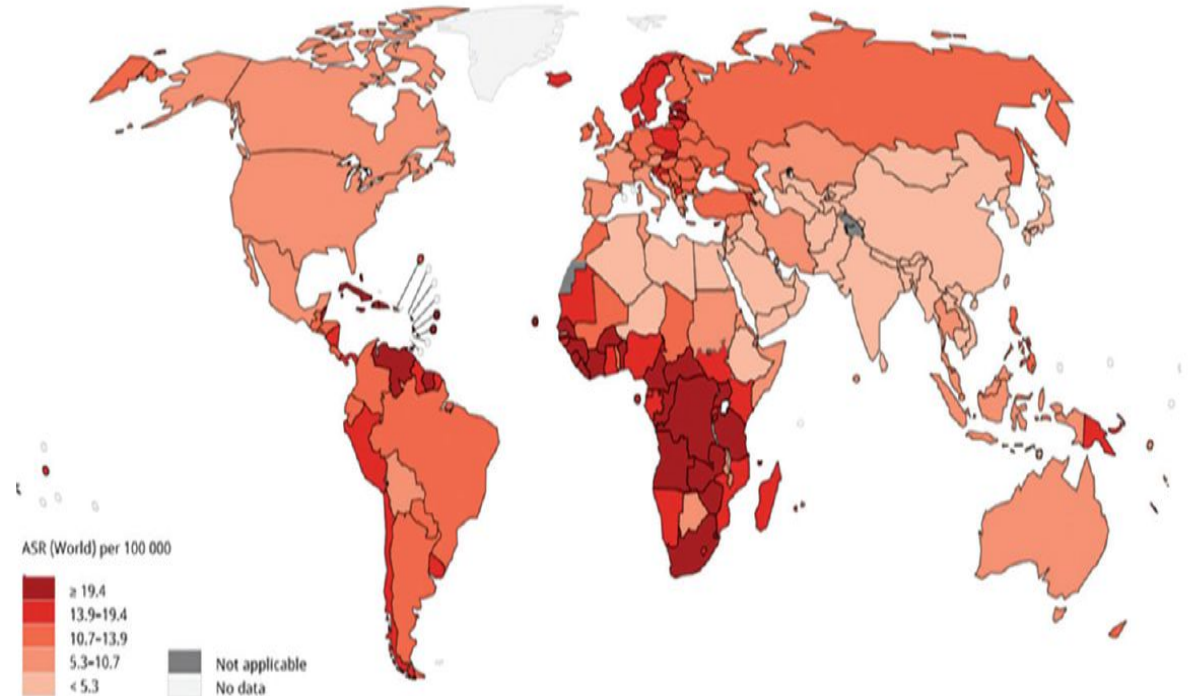 ASR (World) per 100 000
≥ 19.4
13.9-19.4
10.7-13.9
5.3-10.7
< 5.3
Not applicable
No data